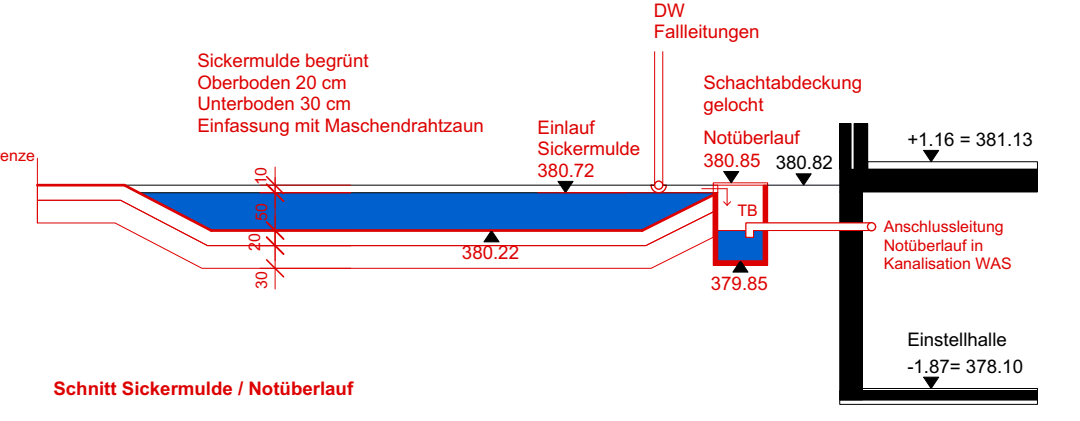 DW
Fallleitungen
Sickermulde begrünt
Oberboden 20 cm
Unterboden 30 cm
Einfassung mit Maschendrahtzaun
Schachtabdeckung
gelocht
Einlauf
Sickermulde
380.72
Notüberlauf
380.85
380.82
+1.16 = 381.13
enze
10
50
20
30
TB
380.22
379.85
Anschlussleitung
Notüberlauf in
Kanalisation WAS
Einstellhalle
-1.87= 378.10
Schnitt Sickermulde / Notüberlauf